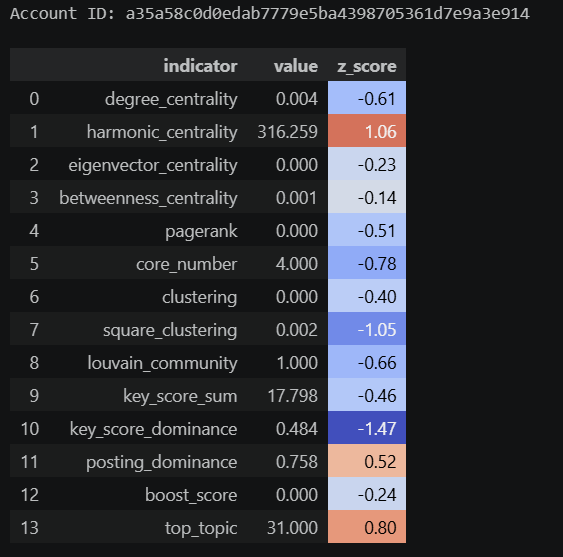 Account ID: a35a58c0d0edab7779e5ba4398705361d7e9a3e914
indicator value z_score
0 degree_centrality 0.004 -0.61
1 harmonic_centrality 316.259 1.06
2 eigenvector_centrality 0.000 -0.23
3 betweenness_centrality 0.001 -0.14
4 pagerank 0.000 -0.51
5 core_number 4.000 -0.78
6 clustering 0.000 -0.40
7 square_clustering 0.002 -1.05
8 louvain_community 1.000 -0.66
9 key_score_sum 17.798 -0.46
10 key_score_dominance 0.484 -1.47
11 posting_dominance 0.758 0.52
12 boost_score 0.000 -0.24
13 top_topic 31.000 0.80